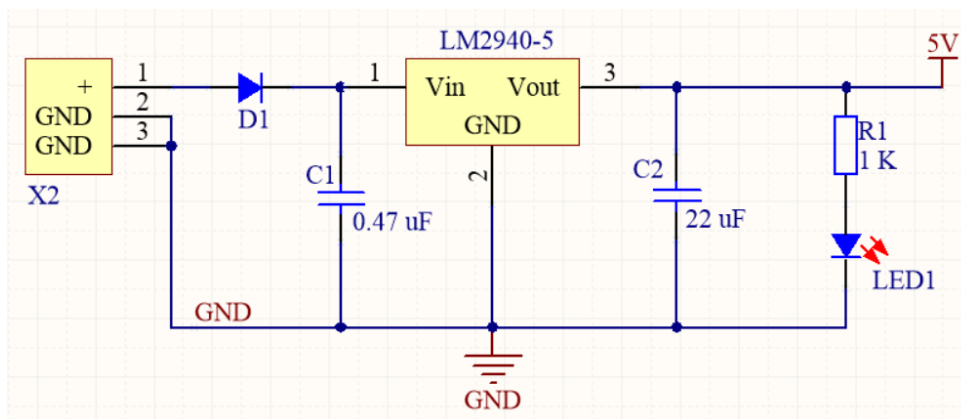 LM2940-5
5V
+ 1
GND 2
GND 3
X2
D1
1 Vin Vout 3
GND
2
C1
0.47 uF
C2
22 uF
R1
1 K
LED1
GND
GND